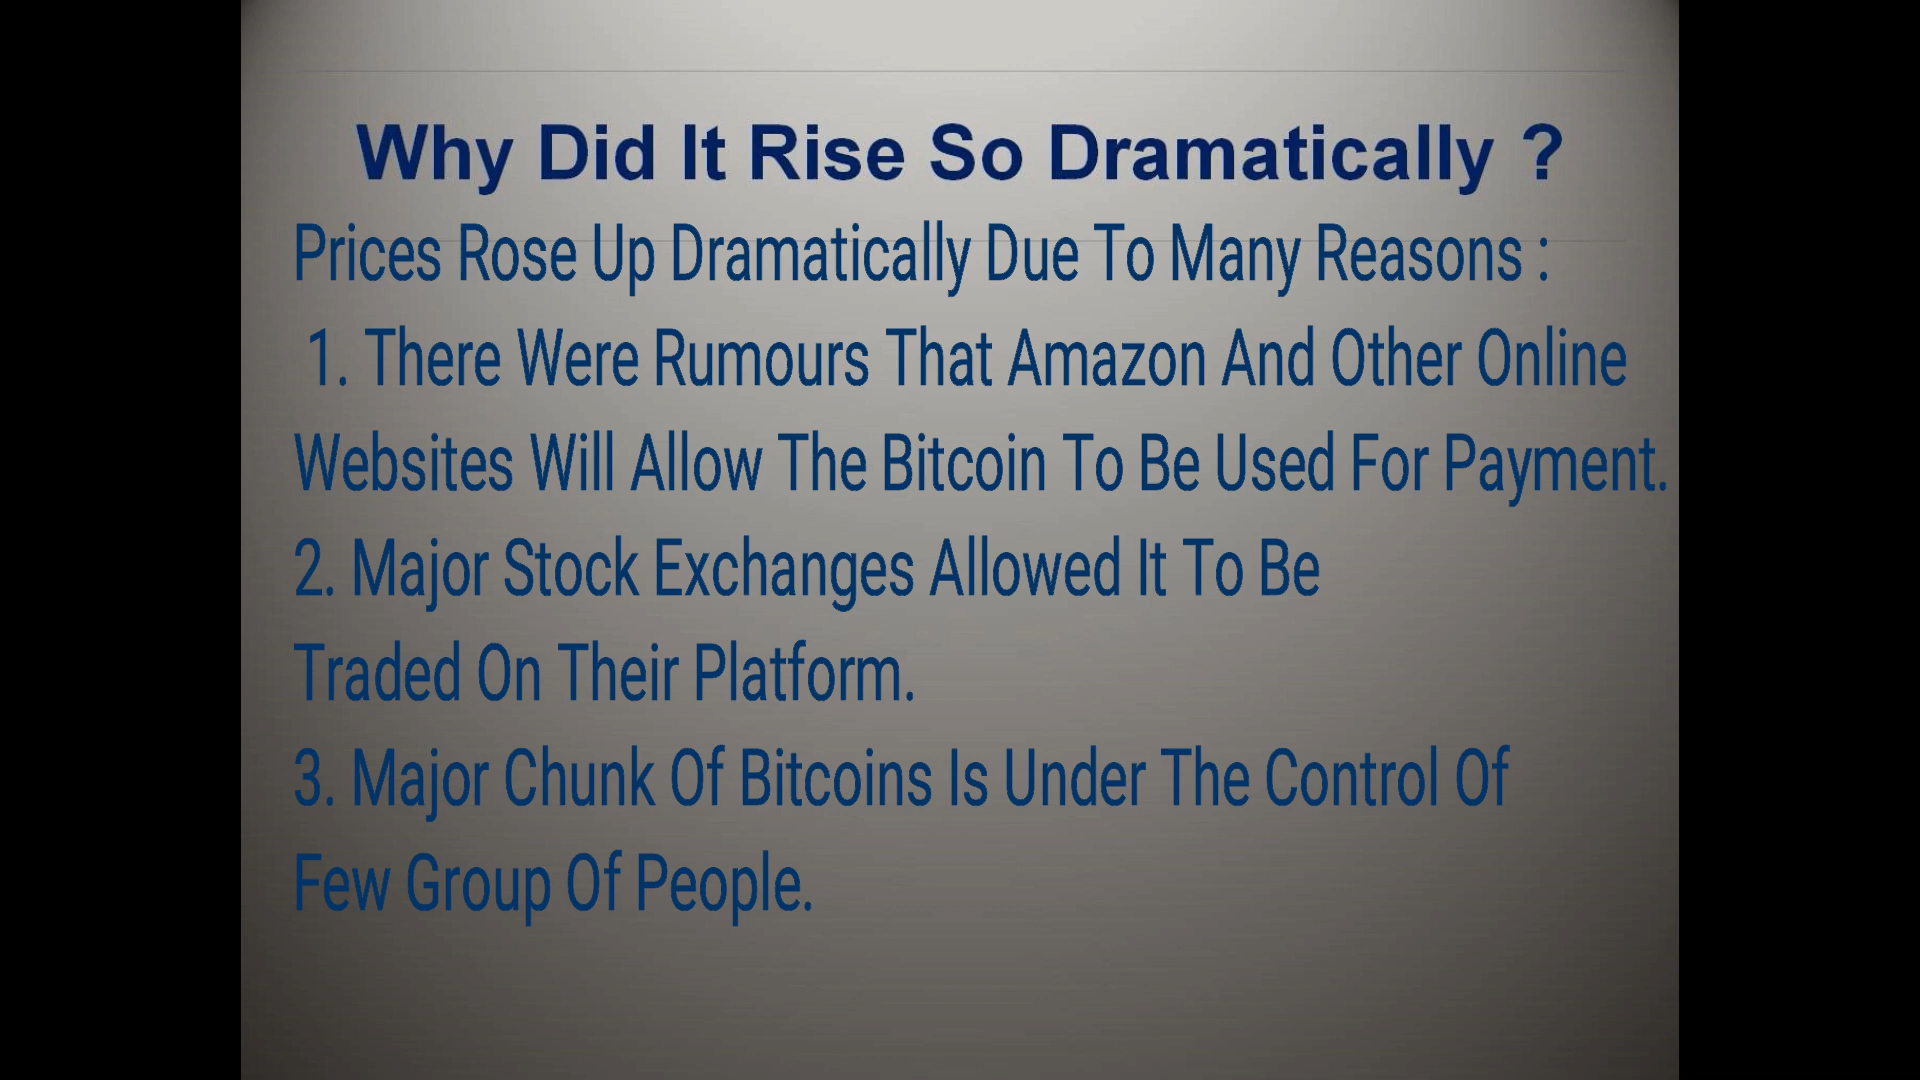 Why Did It Rise So Dramatically ?
Prices Rose Up Dramatically Due To Many Reasons :
1. There Were Rumours That Amazon And Other Online
Websites Will Allow The Bitcoin To Be Used For Payment.
2. Major Stock Exchanges Allowed It To Be
Traded On Their Platform.
3. Major Chunk Of Bitcoins Is Under The Control Of
Few Group Of People.